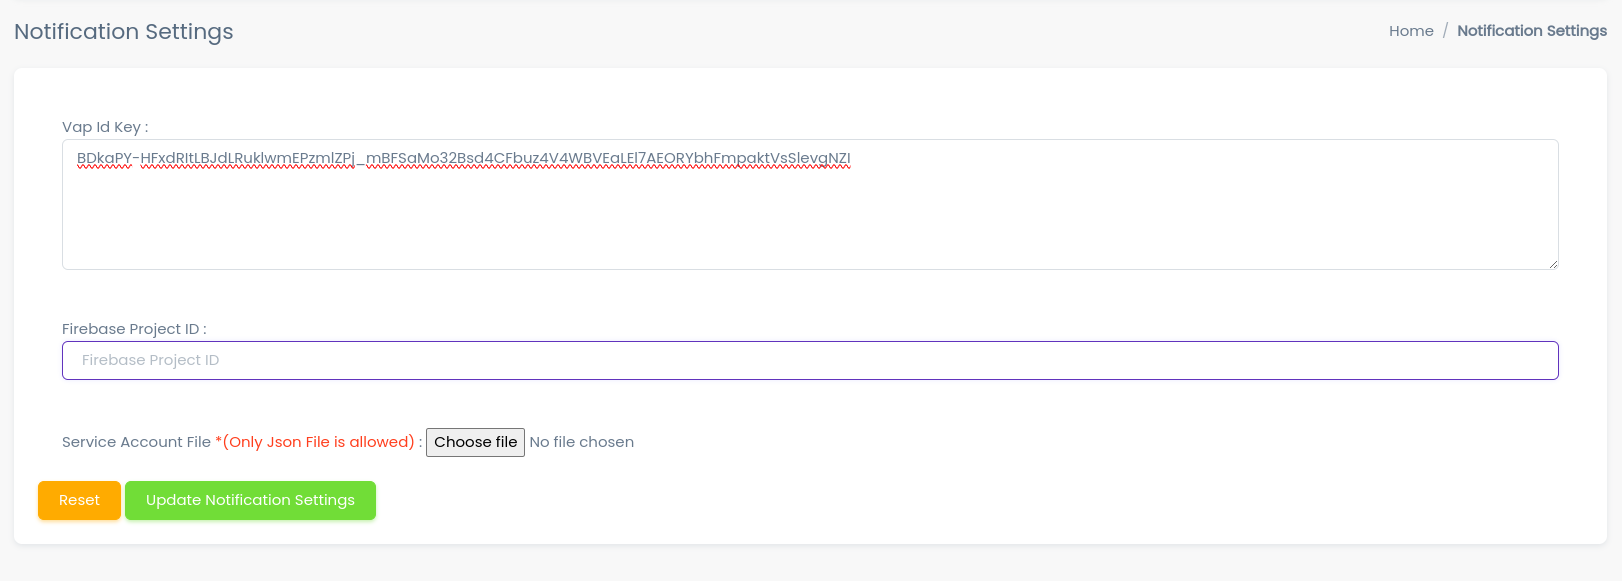 Notification Settings
Home / Notification Settings
Vap Id Key :
BDkaPY-HFxdRItLBJdLRuklwmEPzmlZPj_mBFSaMo32Bsd4CFbuz4V4WBVEaLEl7AEORYbhFmpaktVsSlevgNZI
Firebase Project ID :
Firebase Project ID
Service Account File *(Only Json File is allowed) : Choose file No file chosen
Reset Update Notification Settings